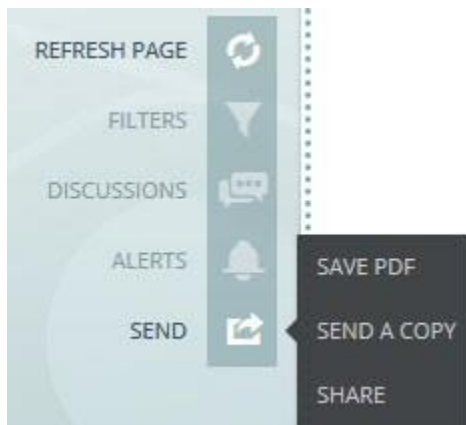 REFRESH PAGE
FILTERS
DISCUSSIONS
ALERTS
SEND
SAVE PDF
SEND A COPY
SHARE